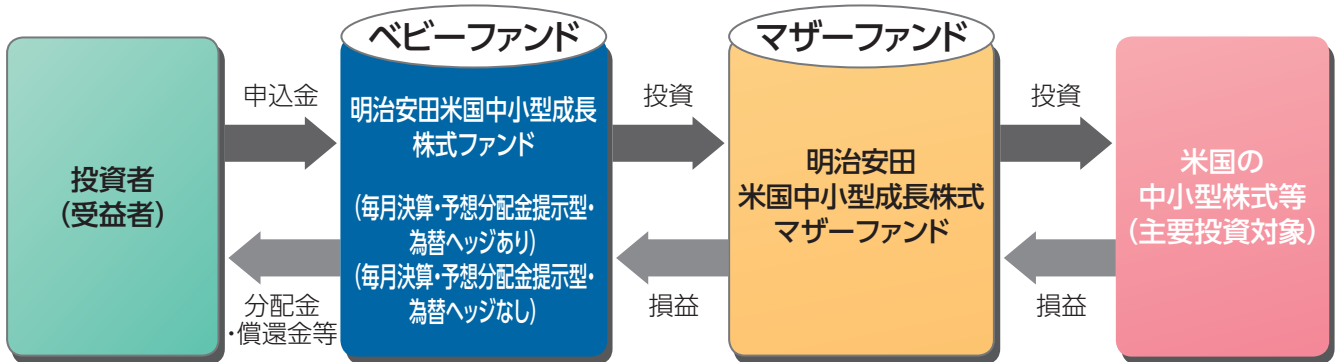 投資者
(受益者)
申込金
分配金
・償還金等
ベビーファンド
明治安田米国中小型成長
株式ファンド
(毎月決算・予想分配金提示型・
為替ヘッジあり)
(毎月決算・予想分配金提示型・
為替ヘッジなし)
投資
損益
マザーファンド
明治安田
米国中小型成長株式
マザーファンド
投資
損益
米国の
中小型株式等
(主要投資対象)